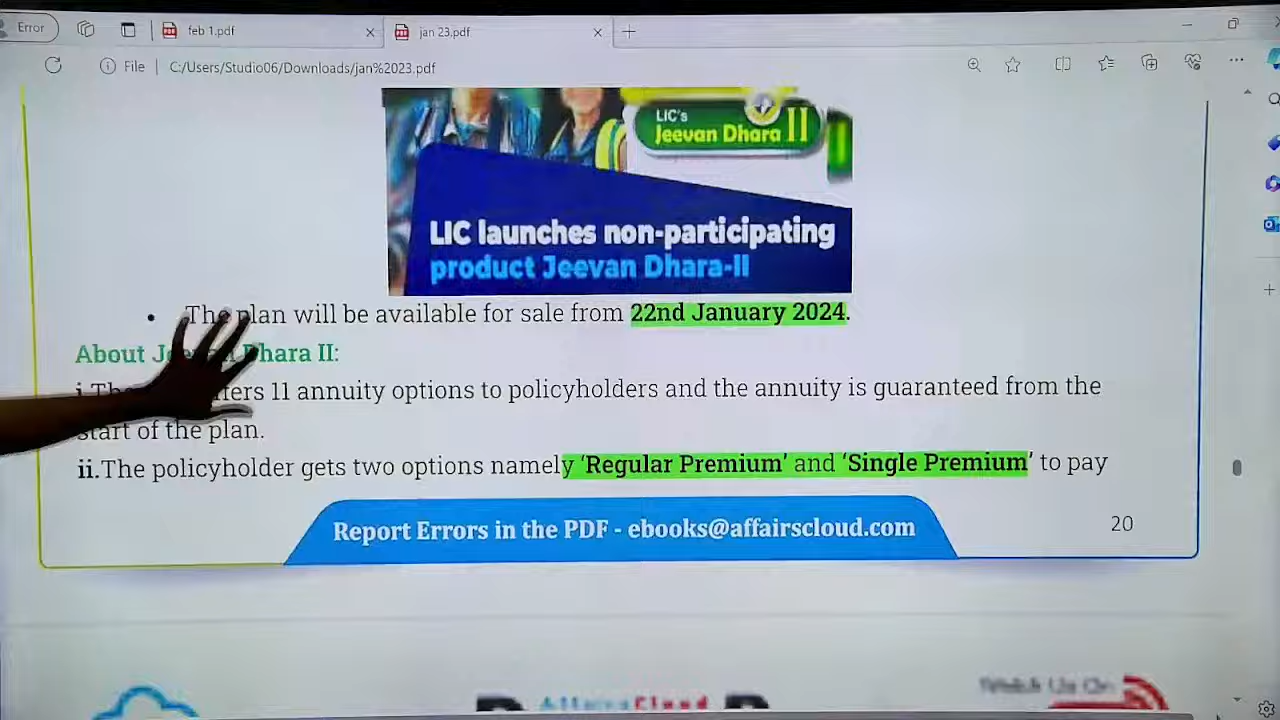 Error
feb 1.pdf
jan 23.pdf
File
C:/Users/Studio06/Downloads/jan%2023.pdf
LIC's
Jeevan Dhara II
LIC launches non-participating
product Jeevan Dhara-II
• The plan will be available for sale from 22nd January 2024.
About Dhara II:
i. 11 annuity options to policyholders and the annuity is guaranteed from the
start of the plan.
ii.The policyholder gets two options namely 'Regular Premium' and 'Single Premium' to pay
Report Errors in the PDF - ebooks@affairscloud.com
20